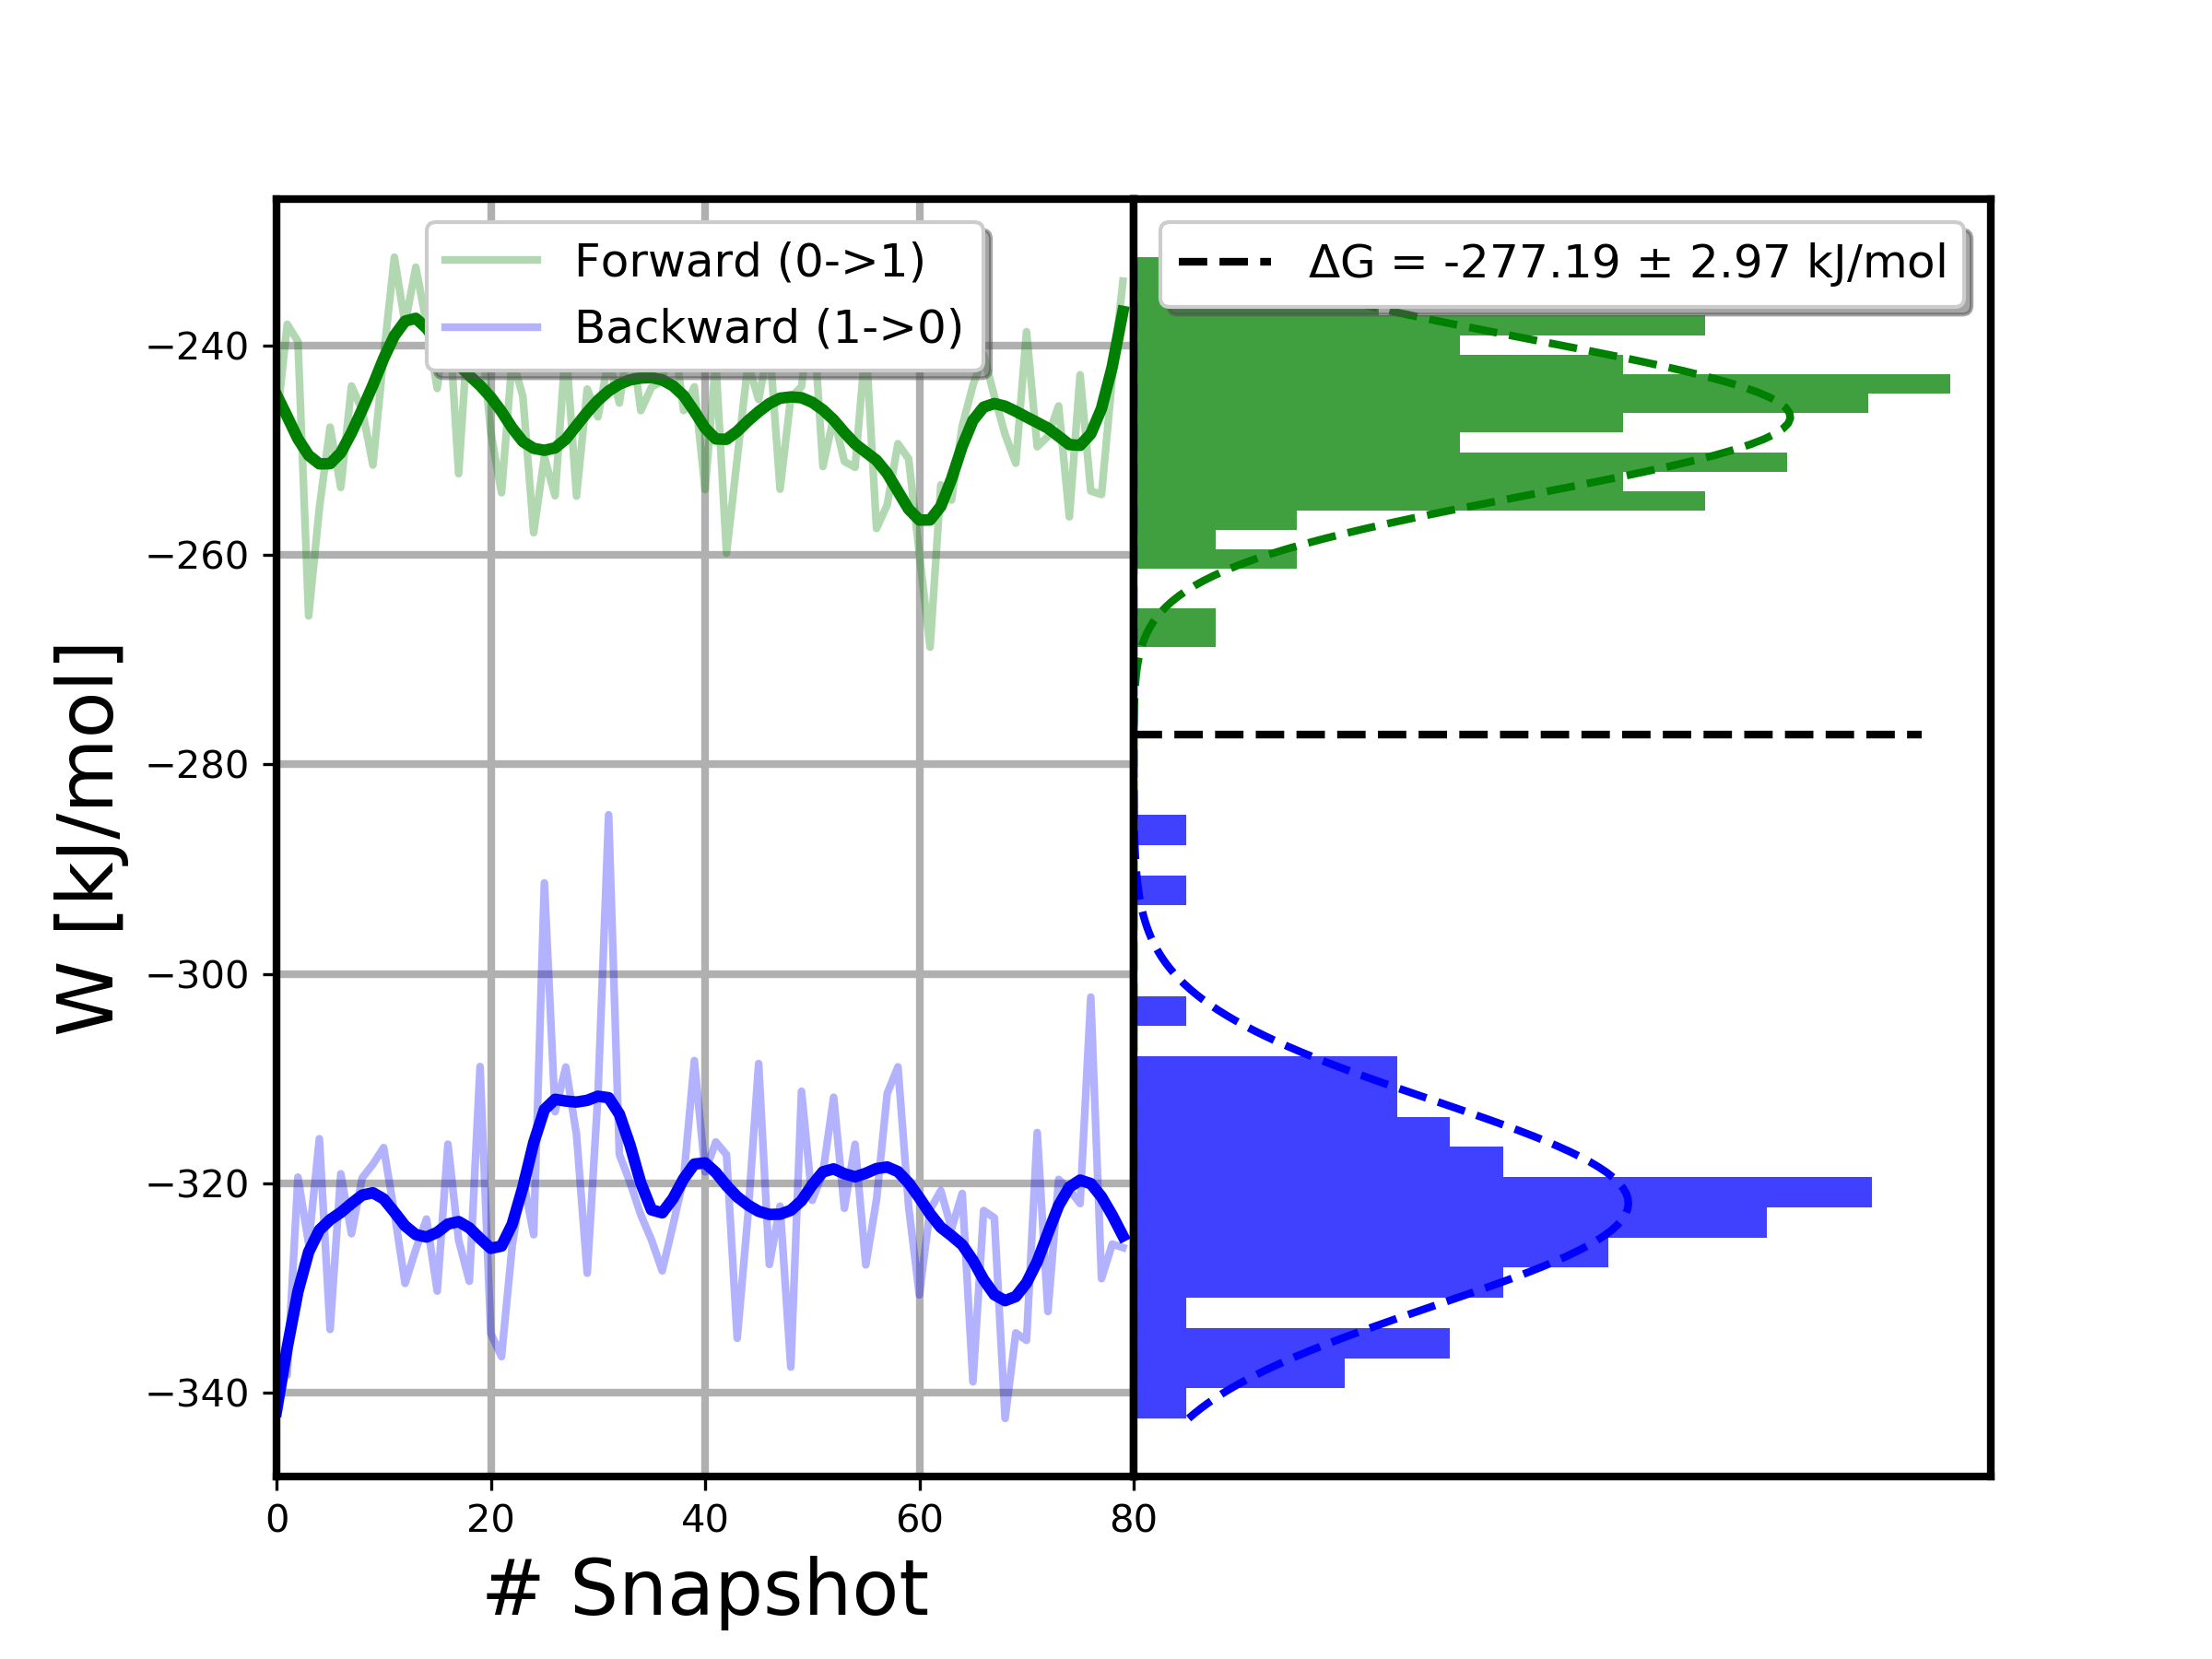 Forward (0->1)
Backward (1->0)
ΔG = -277.19 ± 2.97 kJ/mol
W [kJ/mol]
−240
−260
−280
−300
−320
−340
0 20 40 60 80
# Snapshot